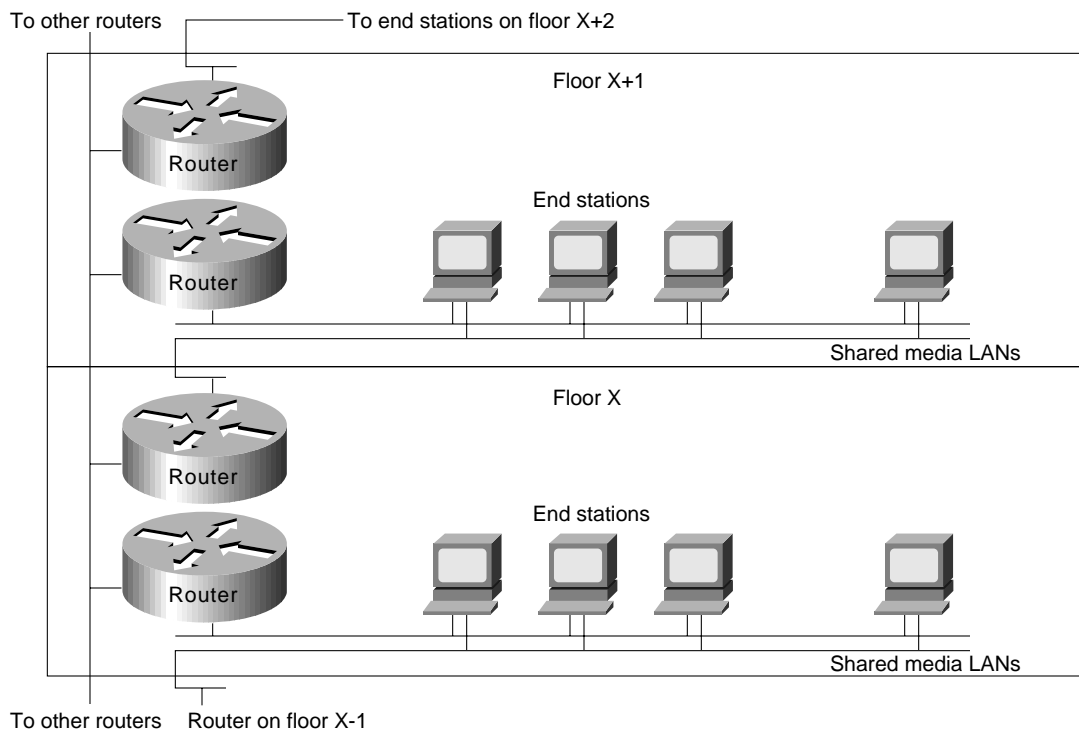 To other routers
To end stations on floor X+2
Floor X+1
Router
End stations
Router
Shared media LANs
Floor X
Router
End stations
Router
Shared media LANs
To other routers
Router on floor X-1